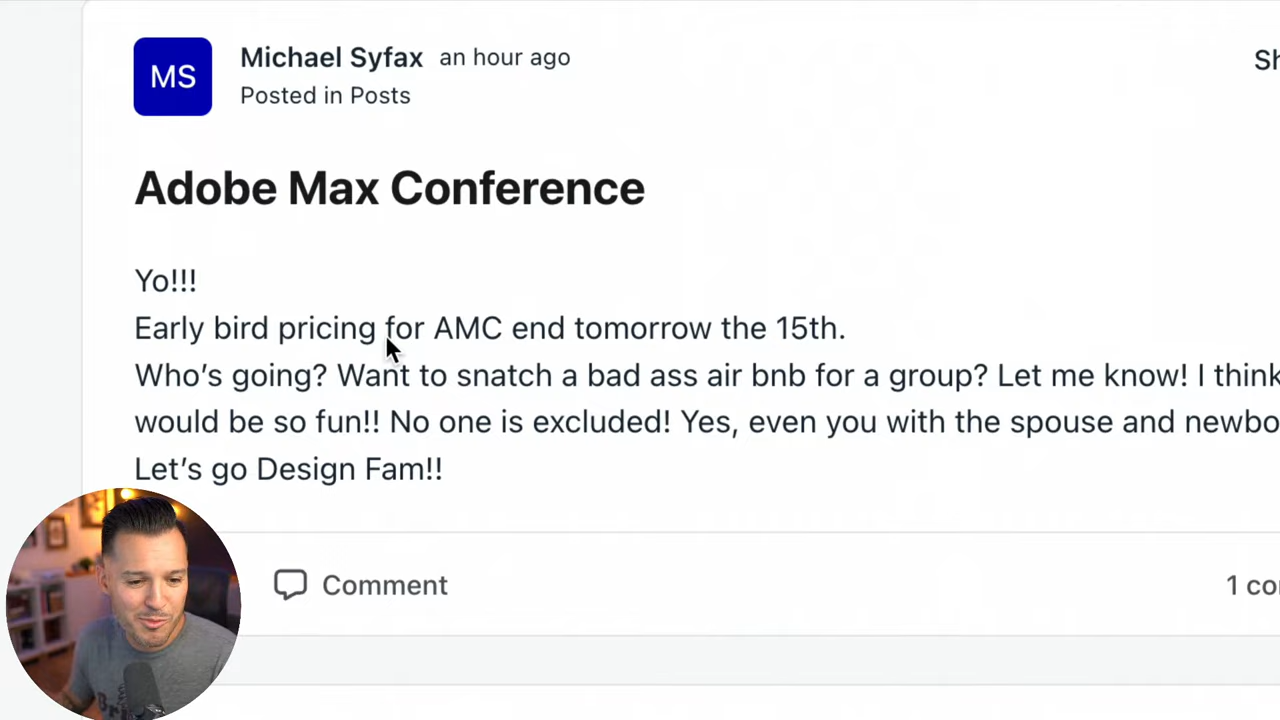 MS
Michael Syfax an hour ago
Posted in Posts
Adobe Max Conference
Yo!!!
Early bird pricing for AMC end tomorrow the 15th.
Who’s going? Want to snatch a bad ass air bnb for a group? Let me know! I think
would be so fun!! No one is excluded! Yes, even you with the spouse and
Let’s go Design Fam!!
Comment
1